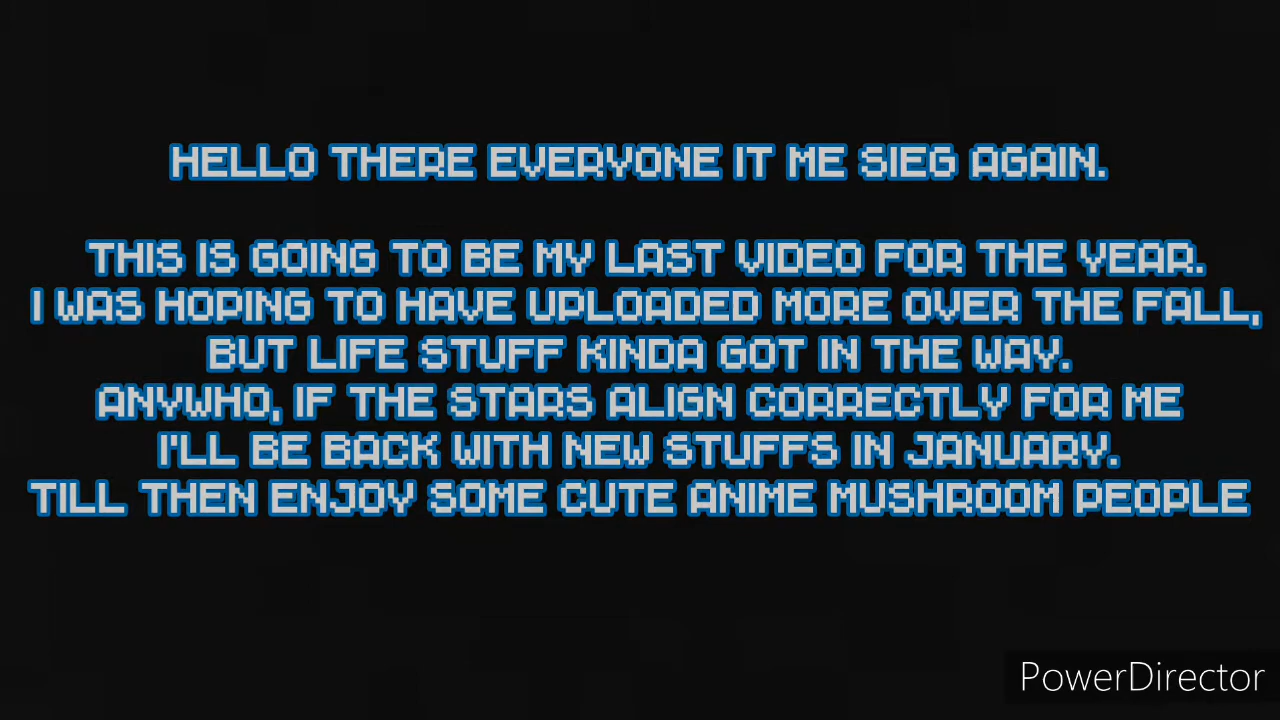 HELLO THERE EVERYONE IT ME SIEG AGAIN.
THIS IS GOING TO BE MY LAST VIDEO FOR THE YEAR.
I WAS HOPING TO HAVE UPLOADED MORE OVER THE FALL,
BUT LIFE STUFF KINDA GOT IN THE WAY.
ANYWHO, IF THE STARS ALIGN CORRECTLY FOR ME
I'LL BE BACK WITH NEW STUFFS IN JANUARY.
TILL THEN ENJOY SOME CUTE ANIME MUSHROOM PEOPLE
PowerDirector